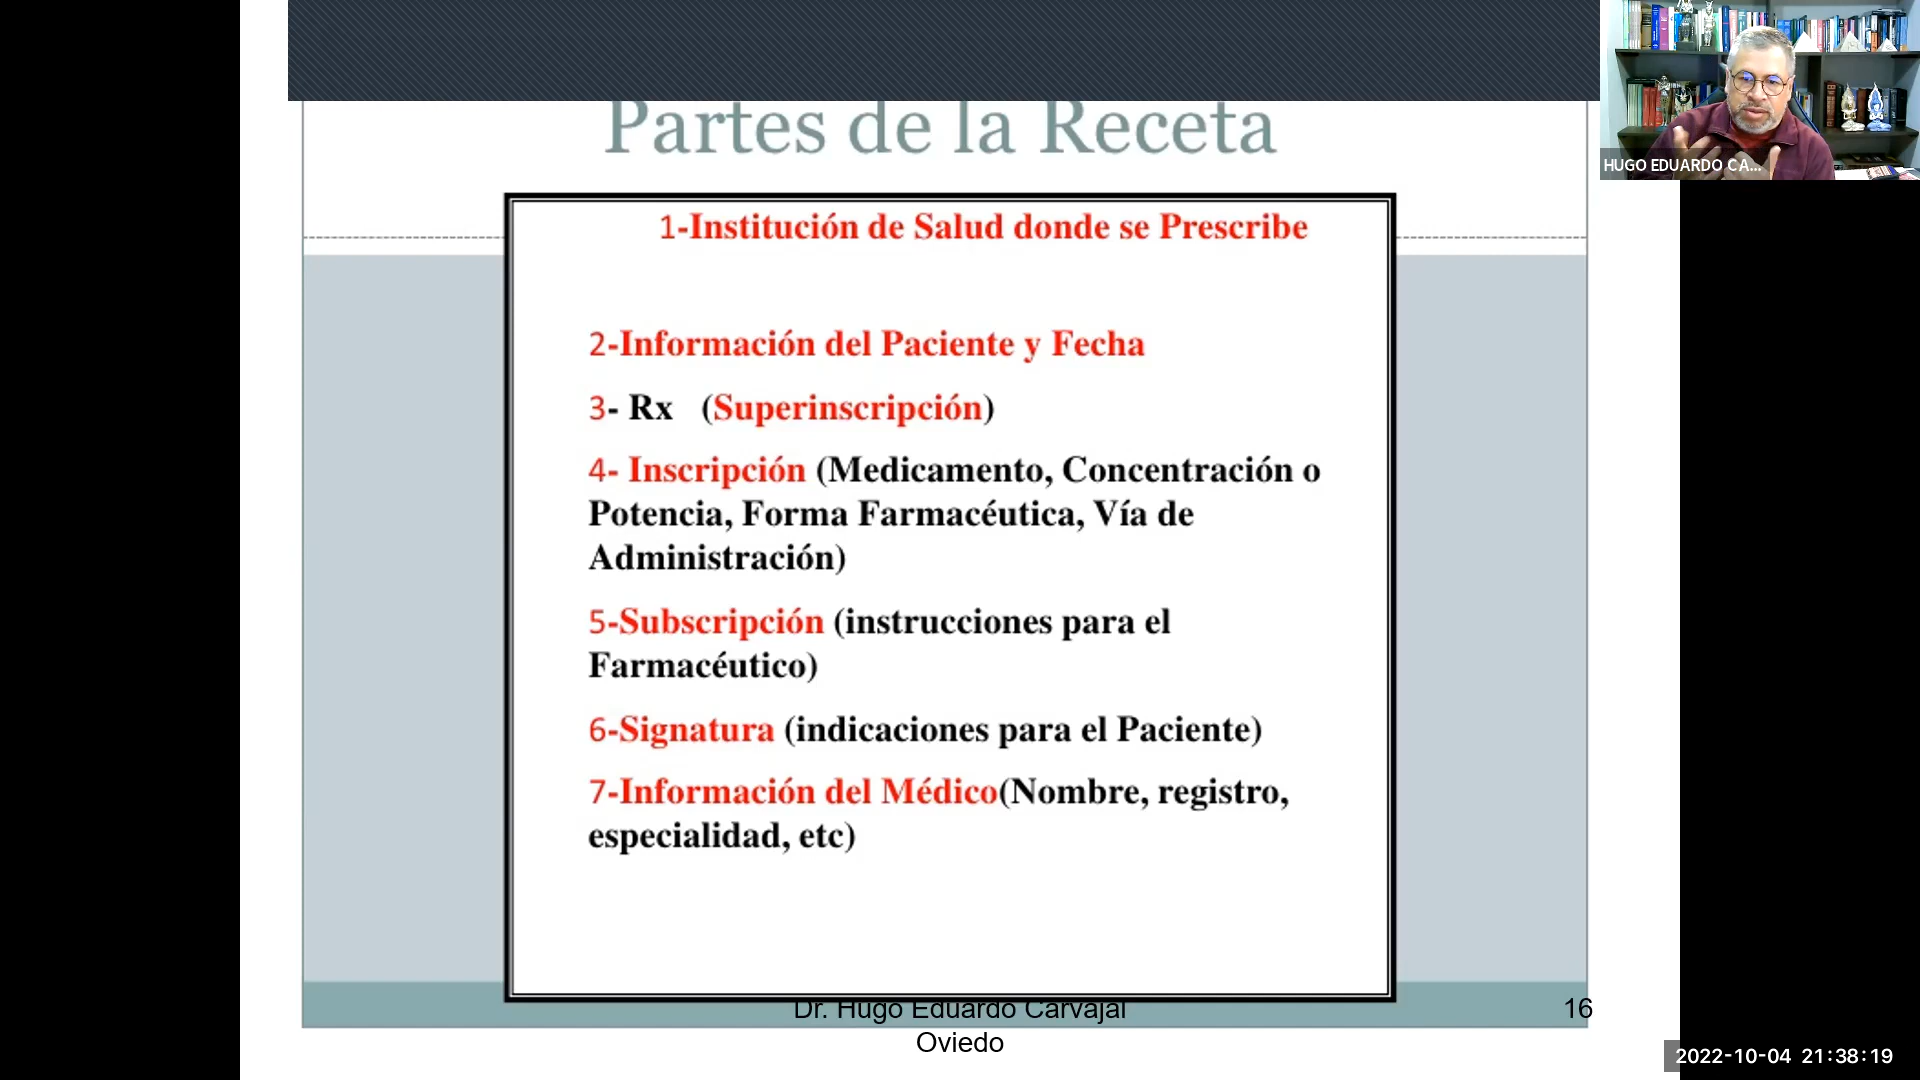 Partes de la Receta
HUGO EDUARDO CA...
1-Institución de Salud donde se Prescribe
2-Información del Paciente y Fecha
3- Rx (Superinscripción)
4- Inscripción (Medicamento, Concentración o
Potencia, Forma Farmacéutica, Vía de
Administración)
5-Subscripción (instrucciones para el
Farmacéutico)
6-Signatura (indicaciones para el Paciente)
7-Información del Médico(Nombre, registro,
especialidad, etc)
Dr. Hugo Eduardo Carvajal
Oviedo
16
2022-10-04 21:38:19